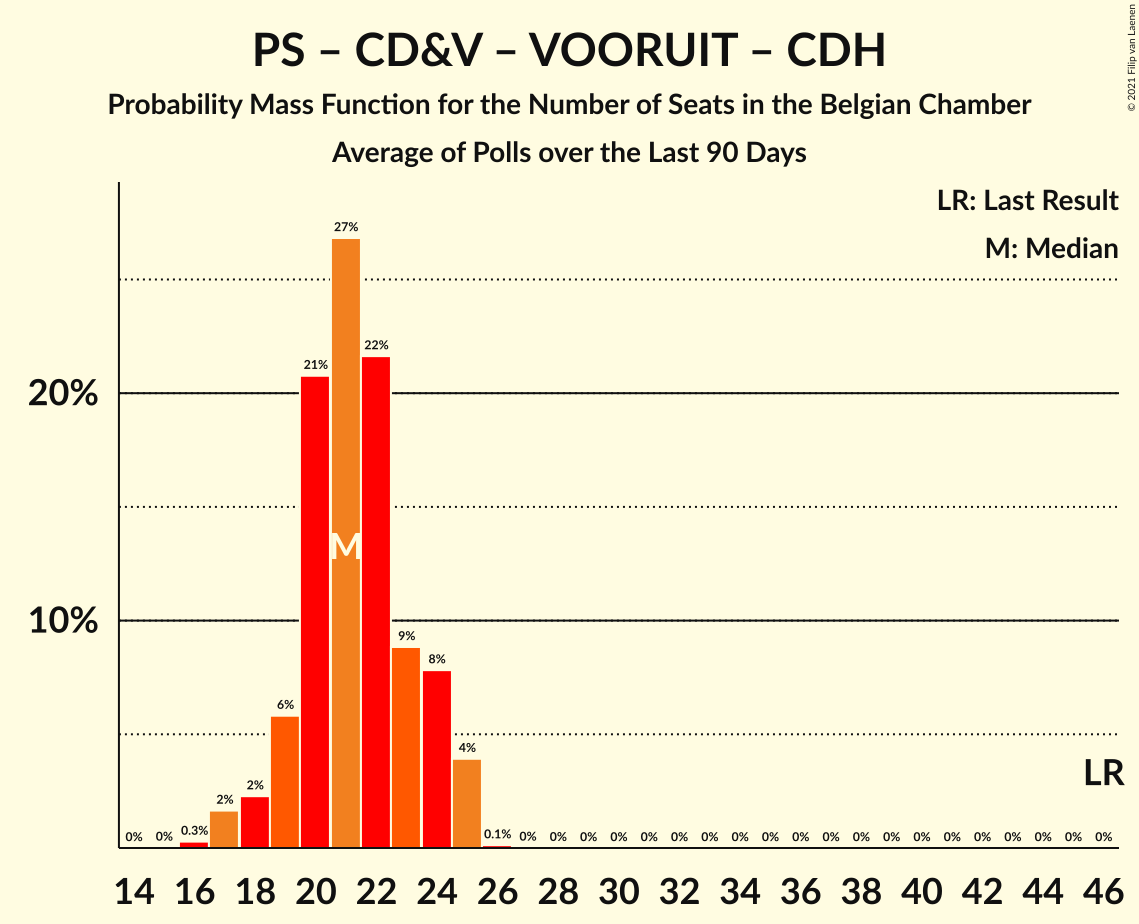 PS – CD&V – VOORUIT – CDH
Probability Mass Function for the Number of Seats in the Belgian Chamber
Average of Polls over the Last 90 Days
© 2021 Filip van Laenen
LR: Last Result
M: Median
20%
10%
0% 0% 0.3% 2% 2% 6% 21% 27% 22% 9% 8% 4% 0.1% 0% 0% 0% 0% 0% 0% 0% 0% 0% 0% 0% 0% 0% 0% 0% 0% 0% 0% 0% 0%
M
LR
14 16 18 20 22 24 26 28 30 32 34 36 38 40 42 44 46